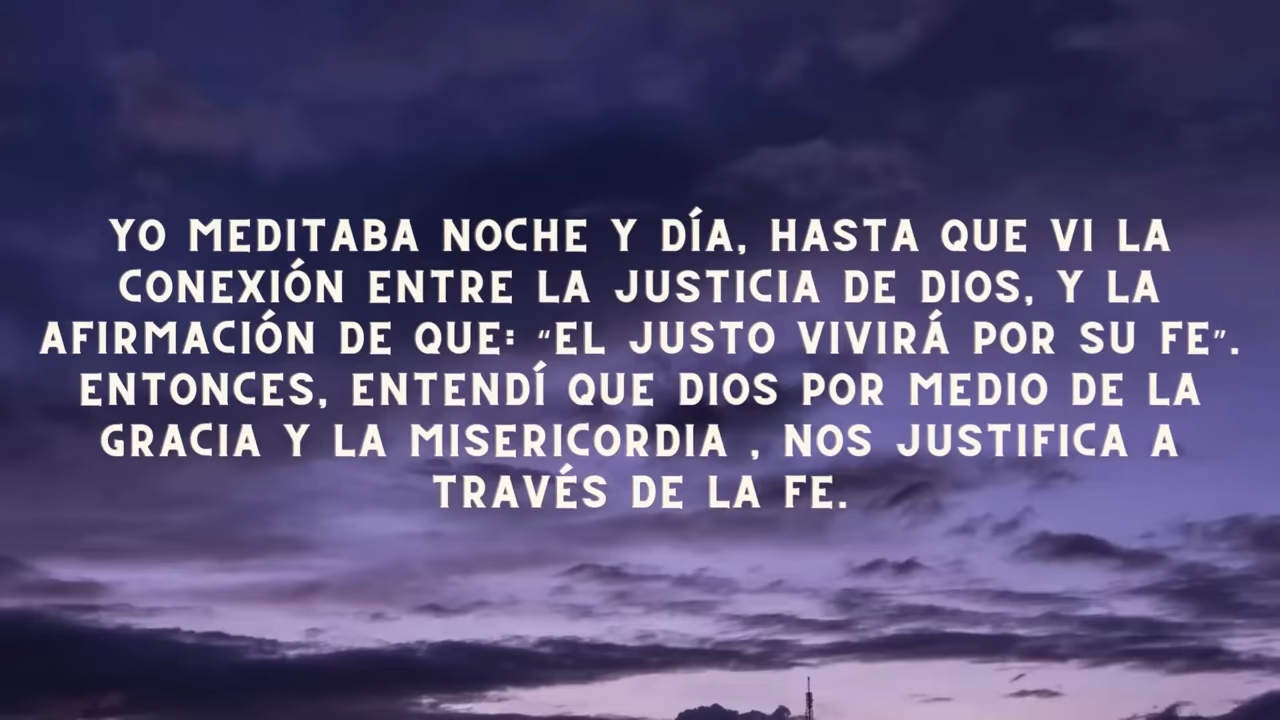 YO MEDITABA NOCHE Y DÍA, HASTA QUE VI LA
CONEXIÓN ENTRE LA JUSTICIA DE DIOS, Y LA
AFIRMACIÓN DE QUE: “EL JUSTO VIVIRÁ POR SU FE”.
ENTONCES, ENTENDÍ QUE DIOS POR MEDIO DE LA
GRACIA Y LA MISERICORDIA , NOS JUSTIFICA A
TRAVÉS DE LA FE.